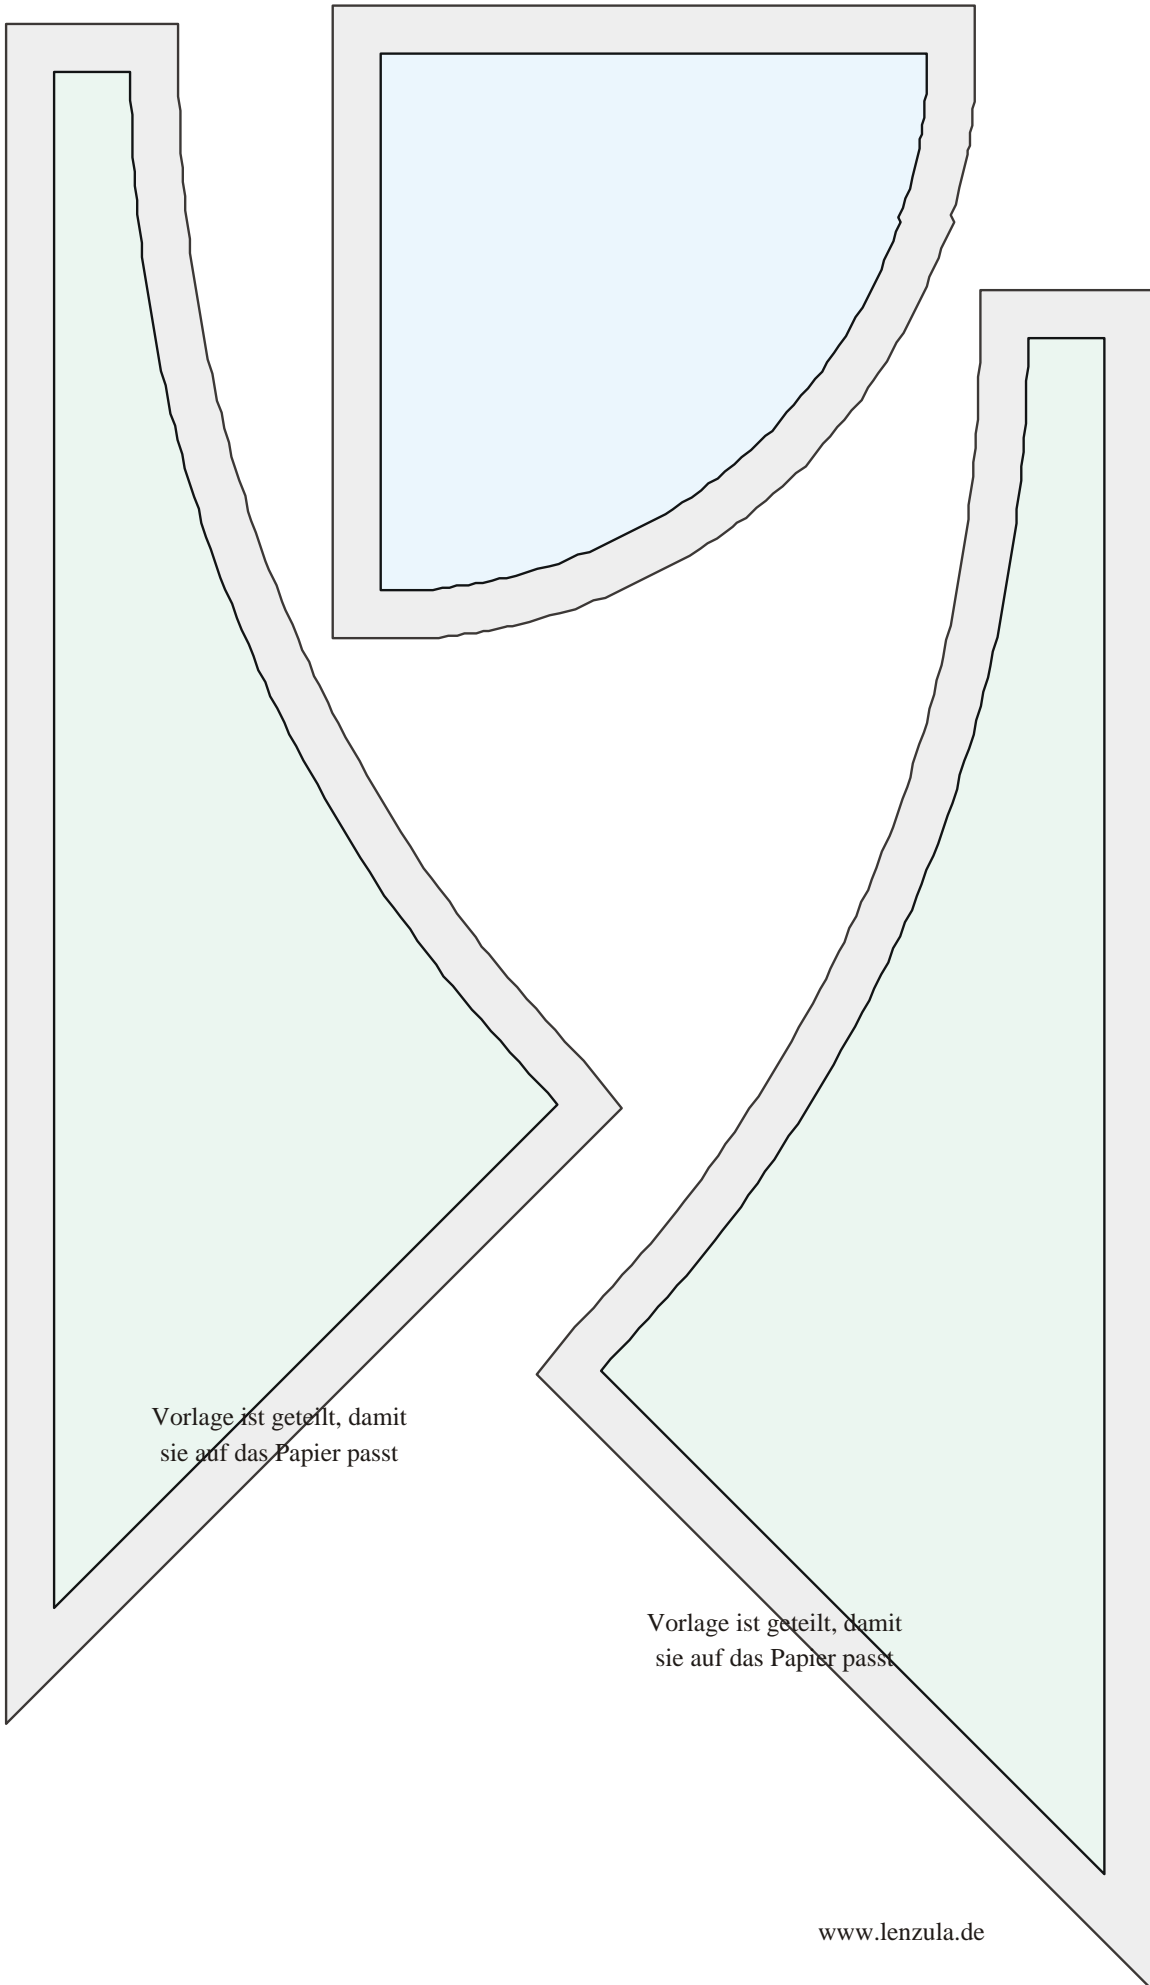 Vorlage ist geteilt, damit
sie auf das Papier passt
Vorlage ist geteilt, damit
sie auf das Papier passt
www.lenzula.de